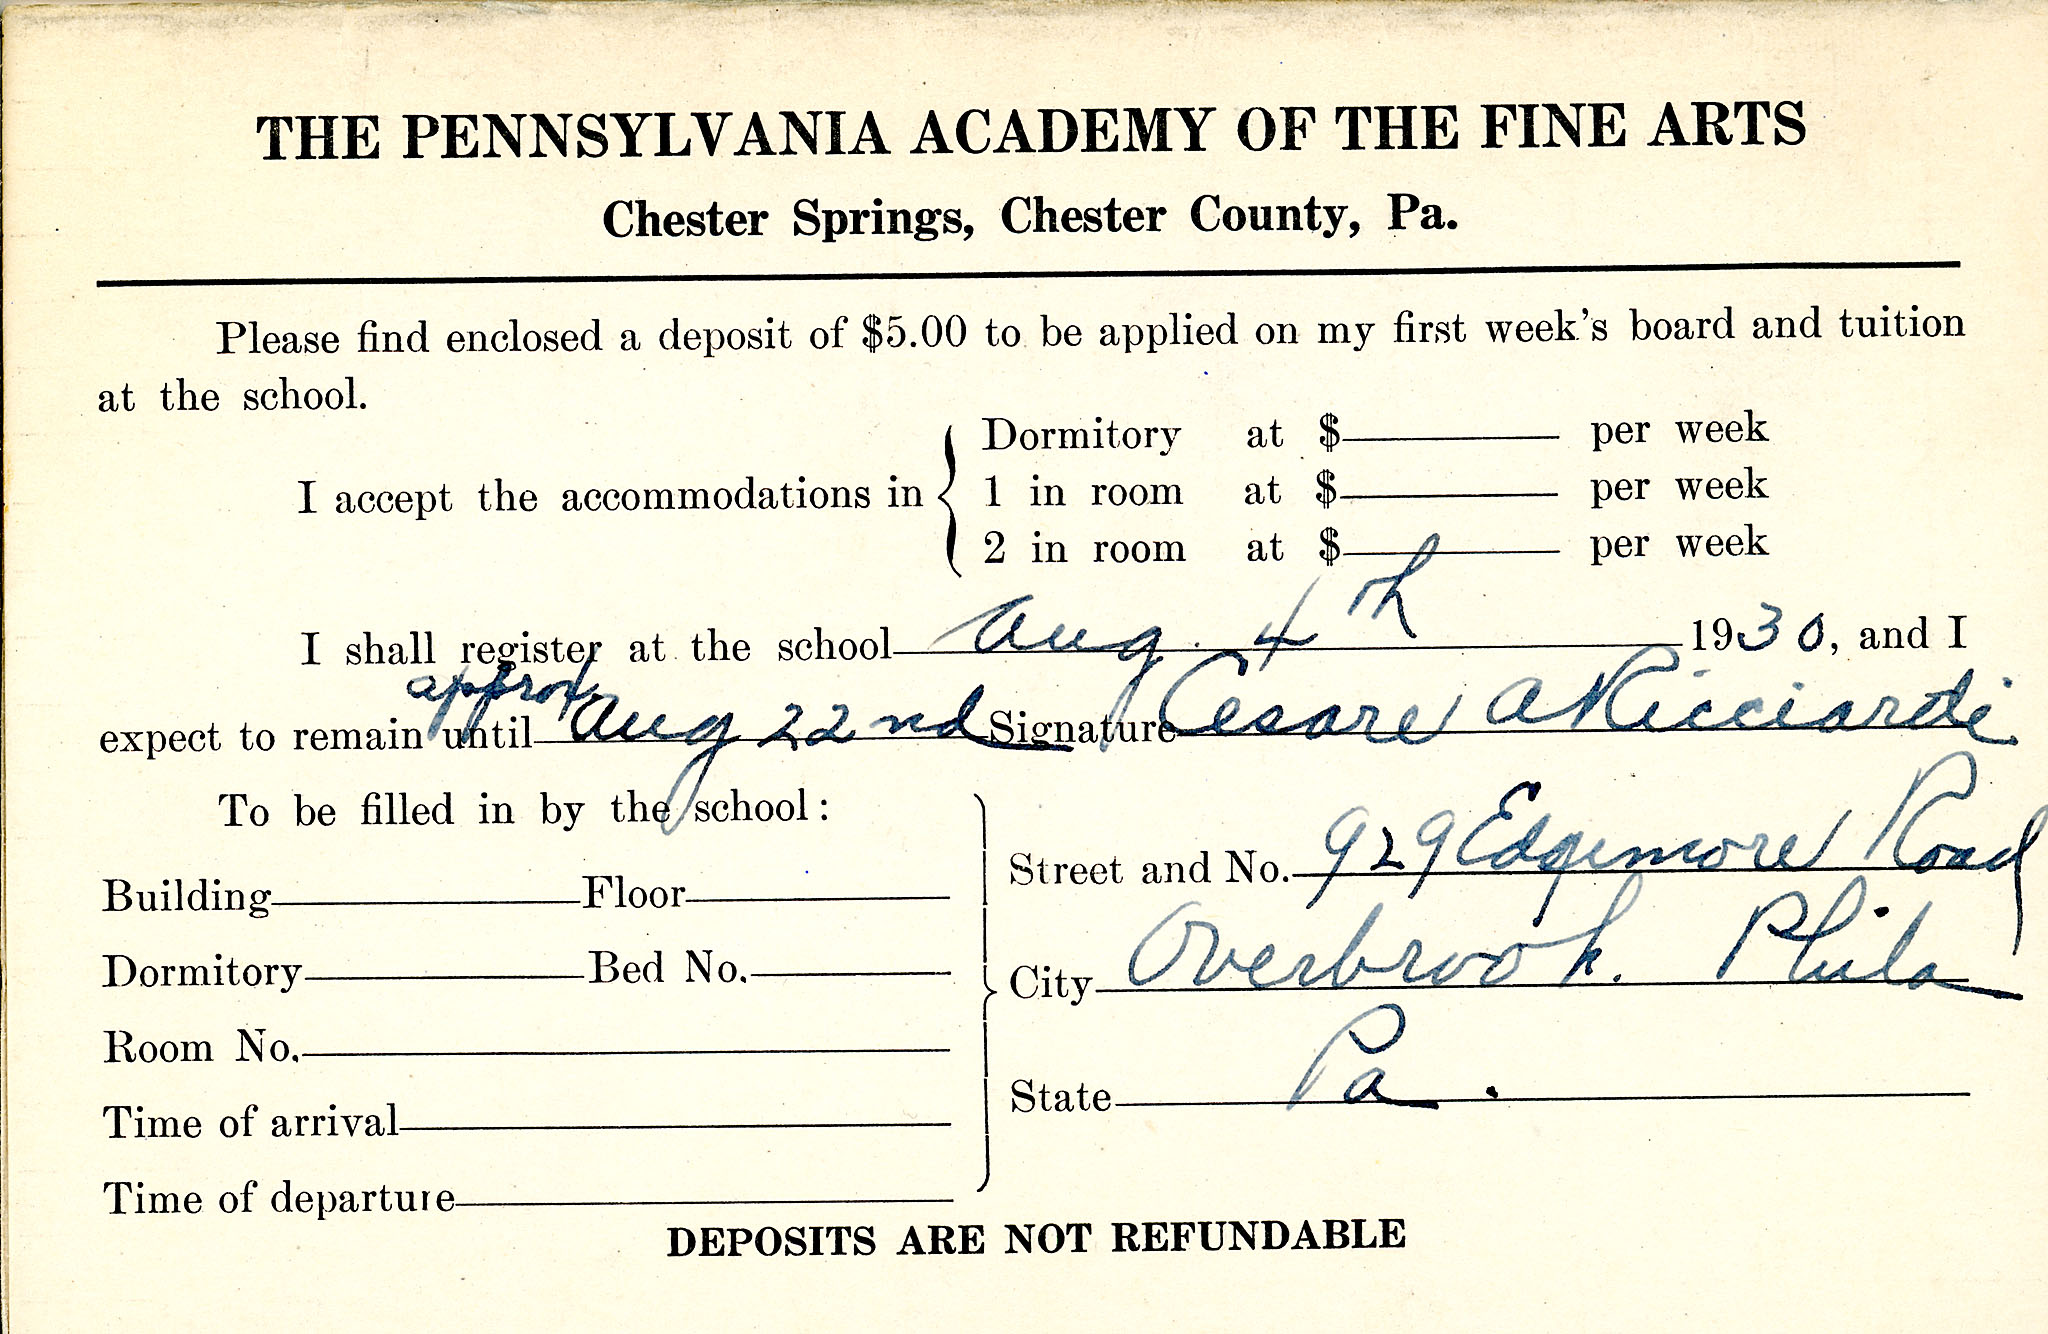 THE PENNSYLVANIA ACADEMY OF THE FINE ARTS
Chester Springs, Chester County, Pa.
Please find enclosed a deposit of $5.00 to be applied on my first week's board and tuition
at the school.
I accept the accommodations in
Dormitory at $ per week
1 in room at $ per week
2 in room at $ per week
I shall register at the school Aug. 4th 1930, and I
approx.
expect to remain until Aug 22nd Signature Cesare A Ricciardi
To be filled in by the school:
Building Floor
Dormitory Bed No.
Room No.
Time of arrival
Time of departure
Street and No. 929 Edgemore Road
City Overbrook. Phila
State Pa.
DEPOSITS ARE NOT REFUNDABLE